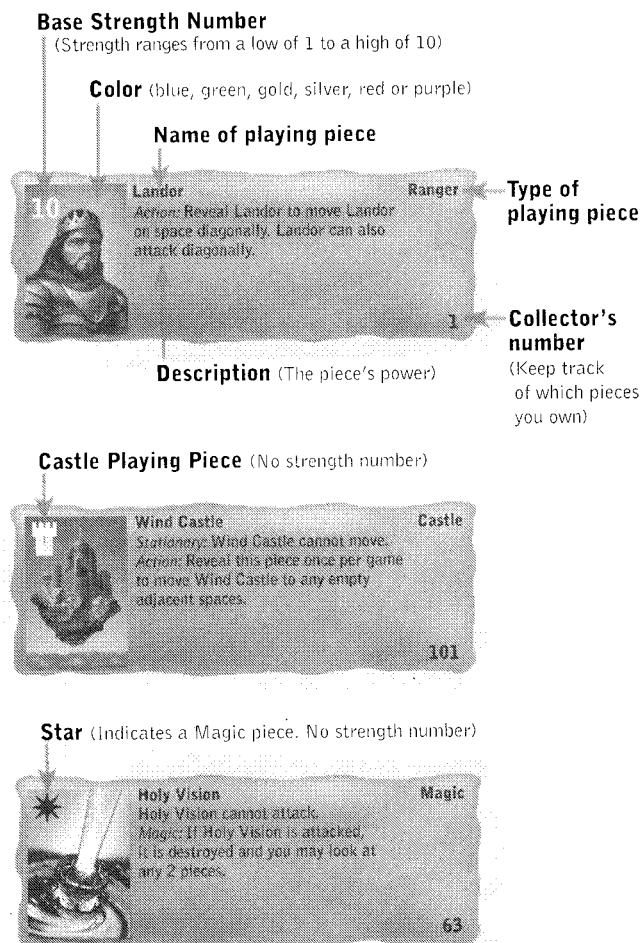 Base Strength Number
(Strength ranges from a low of 1 to a high of 10)
Color (blue, green, gold, silver, red or purple)
Name of playing piece
10
Landor
Ranger
Action: Reveal Landor to move Landor
on space diagonally. Landor can also
attack diagonally.
1
Type of
playing piece
Collector's
number
(Keep track
of which pieces
you own)
Description (The piece's power)
Castle Playing Piece (No strength number)
Wind Castle
Castle
Stationary: Wind Castle cannot move.
Action: Reveal this piece once per game
to move Wind Castle to any empty
adjacent spaces.
101
Star (Indicates a Magic piece. No strength number)
Holy Vision
Magic
Holy Vision cannot attack.
Magic: If Holy Vision is attacked,
it is destroyed and you may look at
any 2 pieces.
63